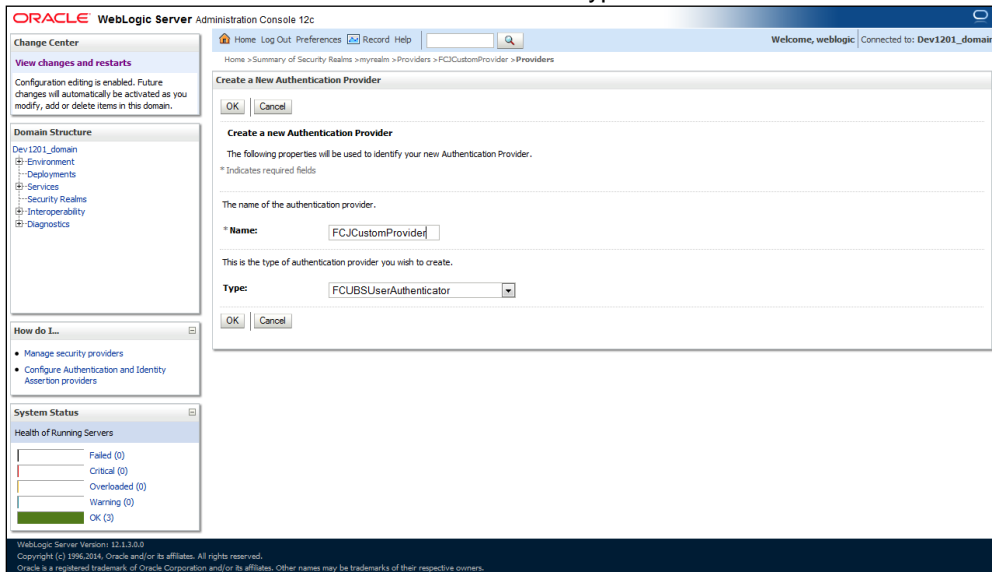 ORACLE WebLogic Server Administration Console 12c
Change Center
View changes and restarts
Configuration editing is enabled. Future
changes will automatically be activated as you
modify, add or delete items in this domain.
Domain Structure
Dev1201_domain
Environment
Deployments
Services
Security Realms
Interoperability
Diagnostics
How do I...
Manage security providers
Configure Authentication and Identity
Assertion providers
System Status
Health of Running Servers
Failed (0)
Critical (0)
Overloaded (0)
Warning (0)
OK (3)
Home Log Out Preferences Record Help
Welcome, weblogic Connected to: Dev1201_domain
Home >Summary of Security Realms >myrealm >Providers >FCJCustomProvider >Providers
Create a New Authentication Provider
OK Cancel
Create a new Authentication Provider
The following properties will be used to identify your new Authentication Provider.
* Indicates required fields
The name of the authentication provider.
* Name: FCJCustomProvider
This is the type of authentication provider you wish to create.
Type: FCUBSUserAuthenticator
OK Cancel
WebLogic Server Version: 12.1.3.0.0
Copyright (c) 1996,2014, Oracle and/or its affiliates. All rights reserved.
Oracle is a registered trademark of Oracle Corporation and/or its affiliates. Other names may be trademarks of their respective owners.